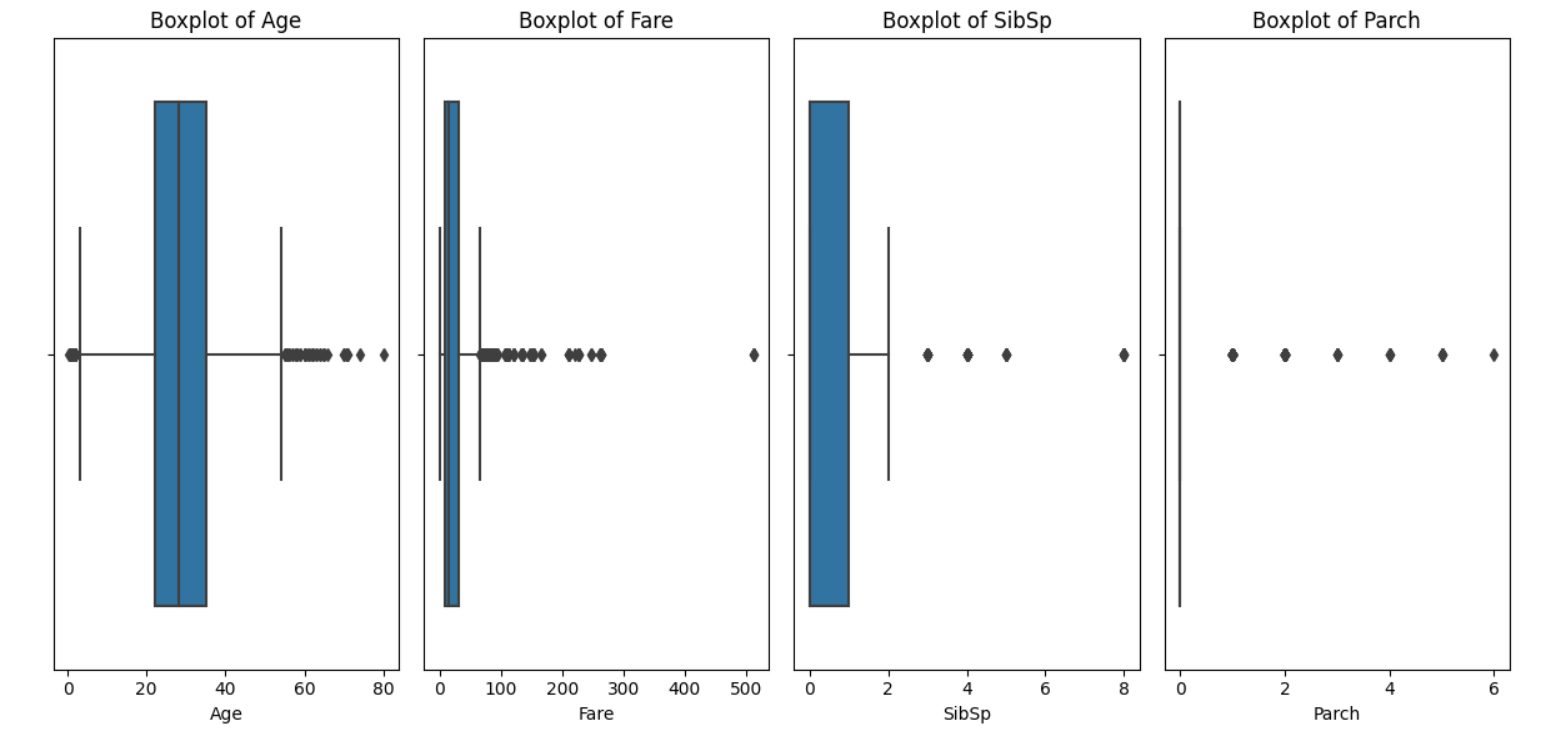 Boxplot of Age
Boxplot of Fare
Boxplot of SibSp
Boxplot of Parch
0 20 40 60 80
0 100 200 300 400 500
0 2 4 6 8
0 2 4 6
Age
Fare
SibSp
Parch